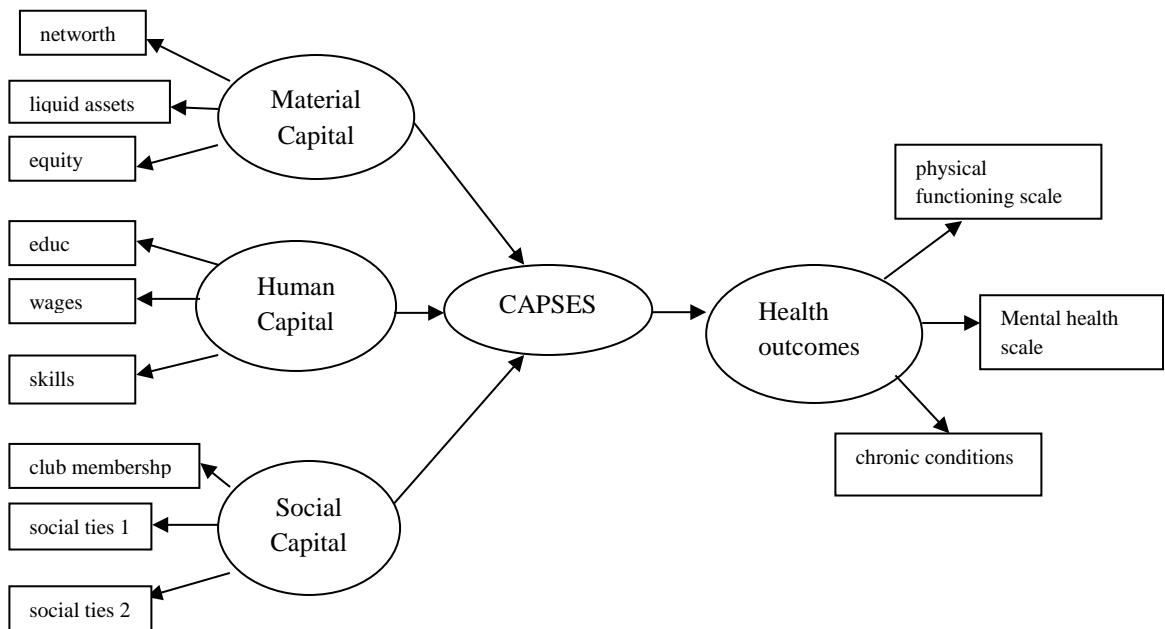 networth
liquid assets
equity
Material
Capital
educ
wages
skills
Human
Capital
club membershp
social ties 1
social ties 2
Social
Capital
CAPSES
Health
outcomes
physical
functioning scale
Mental health
scale
chronic conditions